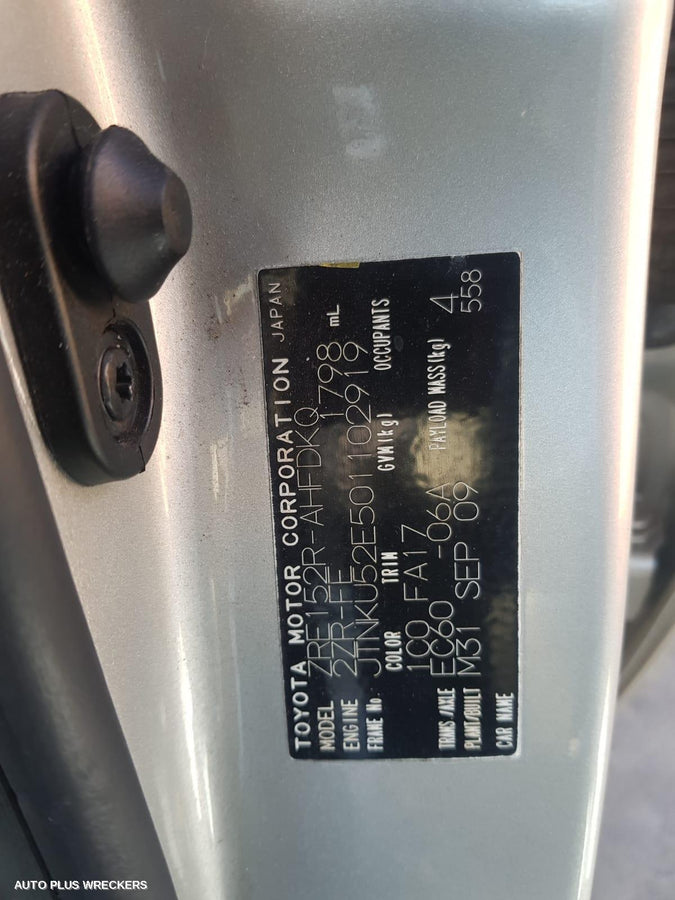 TOYOTA MOTOR CORPORATION JAPAN
MODEL ZRE152R-AHFDKQ
ENGINE 2ZR-FE 1798 mL
FRAME No. JTNKU52E501102919
COLOR TRIM GVM(kg) OCCUPANTS
1C0 FA17 4
TRANS/AXLE EC60 -06A PAYLOAD MASS(kg) 558
PLANT/BUILT M31 SEP 09
CAR NAME
AUTO PLUS WRECKERS